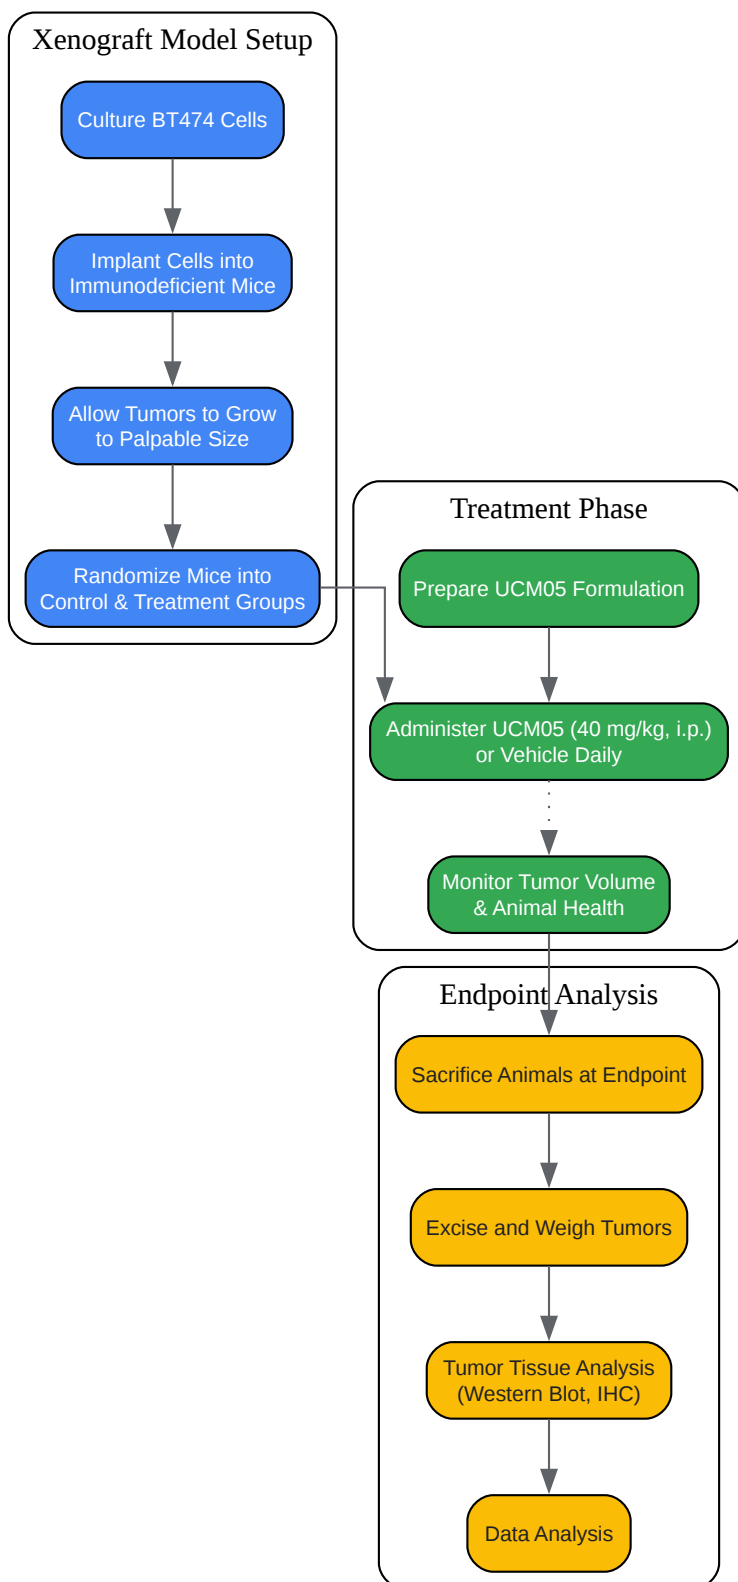 Xenograft Model Setup
Culture BT474 Cells
Implant Cells into
Immunodeficient Mice
Allow Tumors to Grow
to Palpable Size
Randomize Mice into
Control & Treatment Groups
Treatment Phase
Prepare UCM05 Formulation
Administer UCM05 (40 mg/kg, i.p.)
or Vehicle Daily
Monitor Tumor Volume
& Animal Health
Endpoint Analysis
Sacrifice Animals at Endpoint
Excise and Weigh Tumors
Tumor Tissue Analysis
(Western Blot, IHC)
Data Analysis